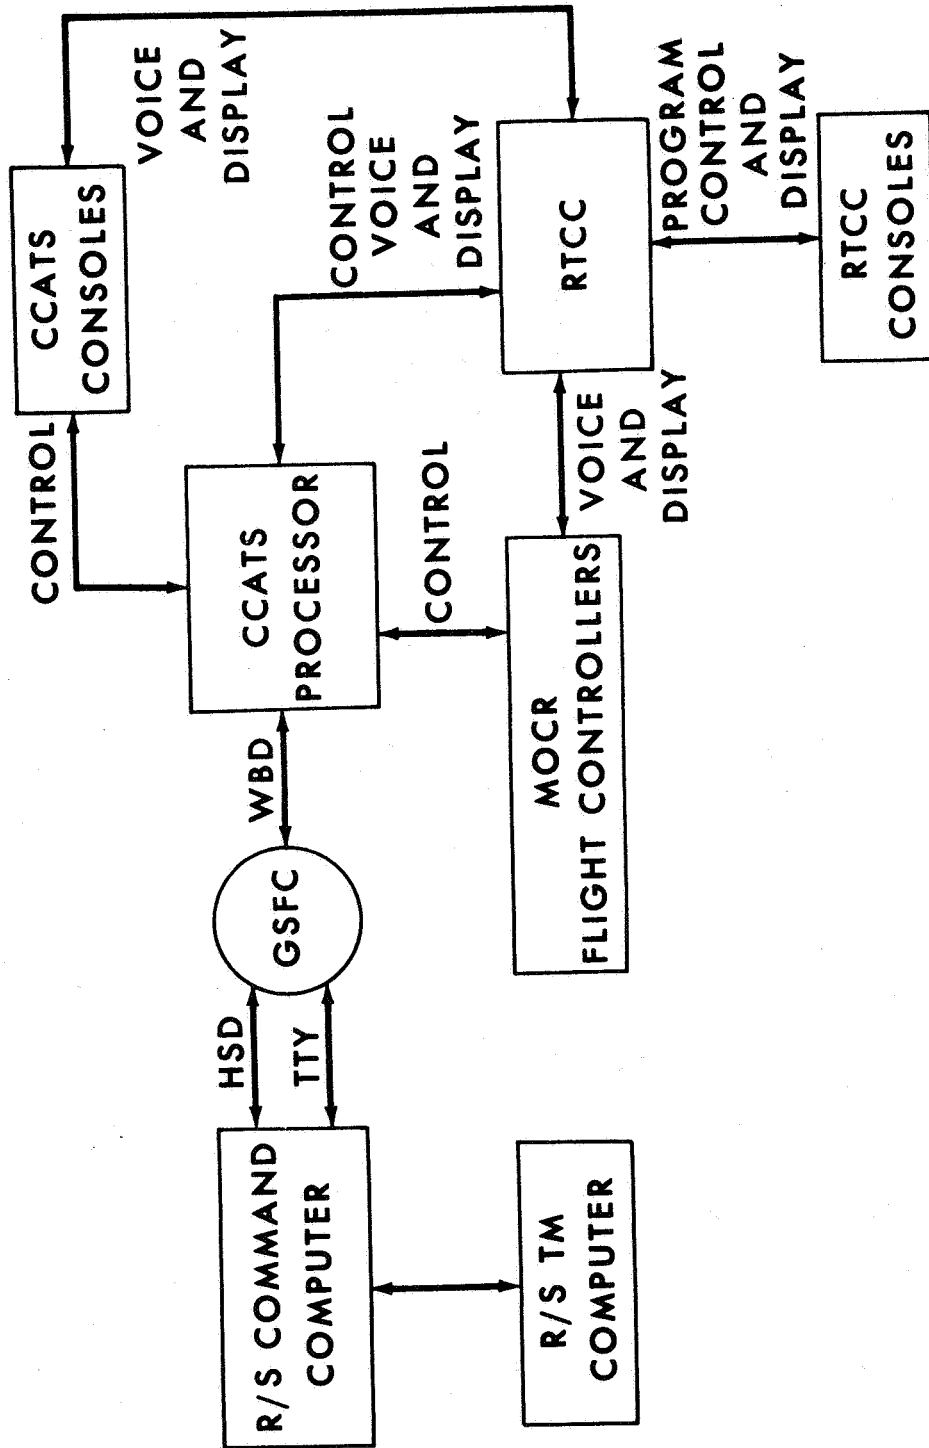 CCATS
CONSOLES
CONTROL
VOICE
AND
DISPLAY
R/S COMMAND
COMPUTER
HSD
TTY
GSFC
WBD
CCATS
PROCESSOR
CONTROL
VOICE
AND
DISPLAY
CONTROL
R/S TM
COMPUTER
MOCR
FLIGHT CONTROLLERS
VOICE
AND
DISPLAY
RTCC
PROGRAM
CONTROL
AND
DISPLAY
RTCC
CONSOLES